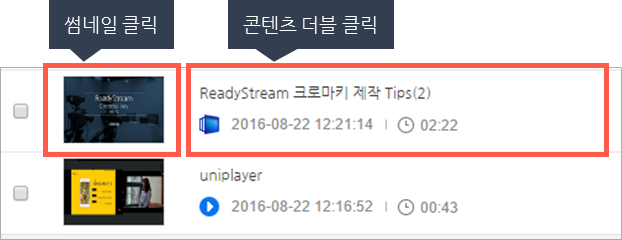 썸네일 클릭
콘텐츠 더블 클릭
ReadyStream
ReadyStream 크로마키 제작 Tips(2)
2016-08-22 12:21:14 | 02:22
uniplayer
2016-08-22 12:16:52 | 00:43